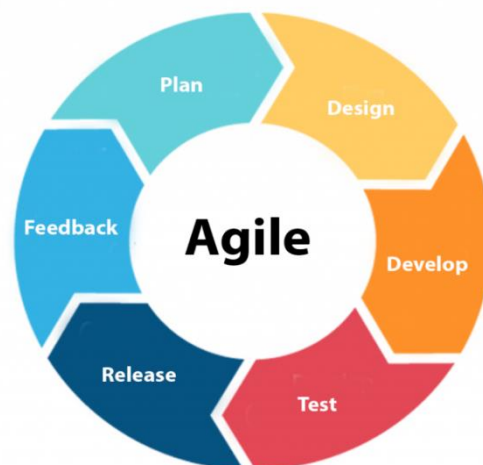 Plan
Design
Develop
Test
Release
Feedback
Agile